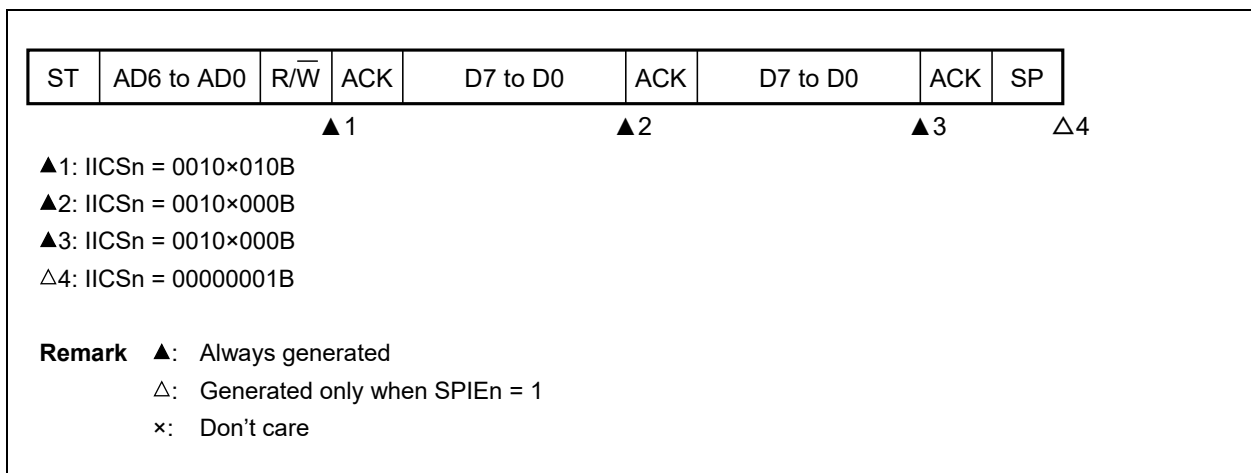 ST AD6 to AD0 R/W̅ ACK D7 to D0 ACK D7 to D0 ACK SP
▲1 ▲2 ▲3 △4
▲1: IICSn = 0010×010B
▲2: IICSn = 0010×000B
▲3: IICSn = 0010×000B
△4: IICSn = 00000001B
Remark ▲: Always generated
△: Generated only when SPIEn = 1
×: Don't care